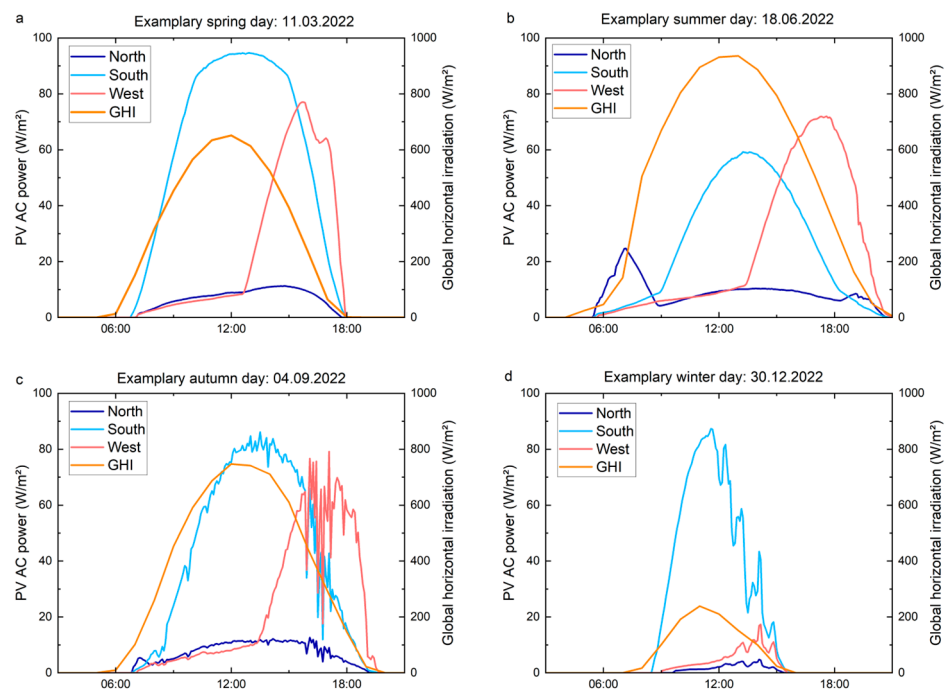 a
Examplary spring day: 11.03.2022
100
80
60
40
20
0
PV AC power (W/m²)
North
South
West
GHI
1000
800
600
400
200
0
Global horizontal irradiation (W/m²)
06:00 12:00 18:00
b
Examplary summer day: 18.06.2022
100
80
60
40
20
0
PV AC power (W/m²)
North
South
West
GHI
1000
800
600
400
200
0
Global horizontal irradiation (W/m²)
06:00 12:00 18:00
c
Examplary autumn day: 04.09.2022
100
80
60
40
20
0
PV AC power (W/m²)
North
South
West
GHI
1000
800
600
400
200
0
Global horizontal irradiation (W/m²)
06:00 12:00 18:00
d
Examplary winter day: 30.12.2022
100
80
60
40
20
0
PV AC power (W/m²)
North
South
West
GHI
1000
800
600
400
200
0
Global horizontal irradiation (W/m²)
06:00 12:00 18:00